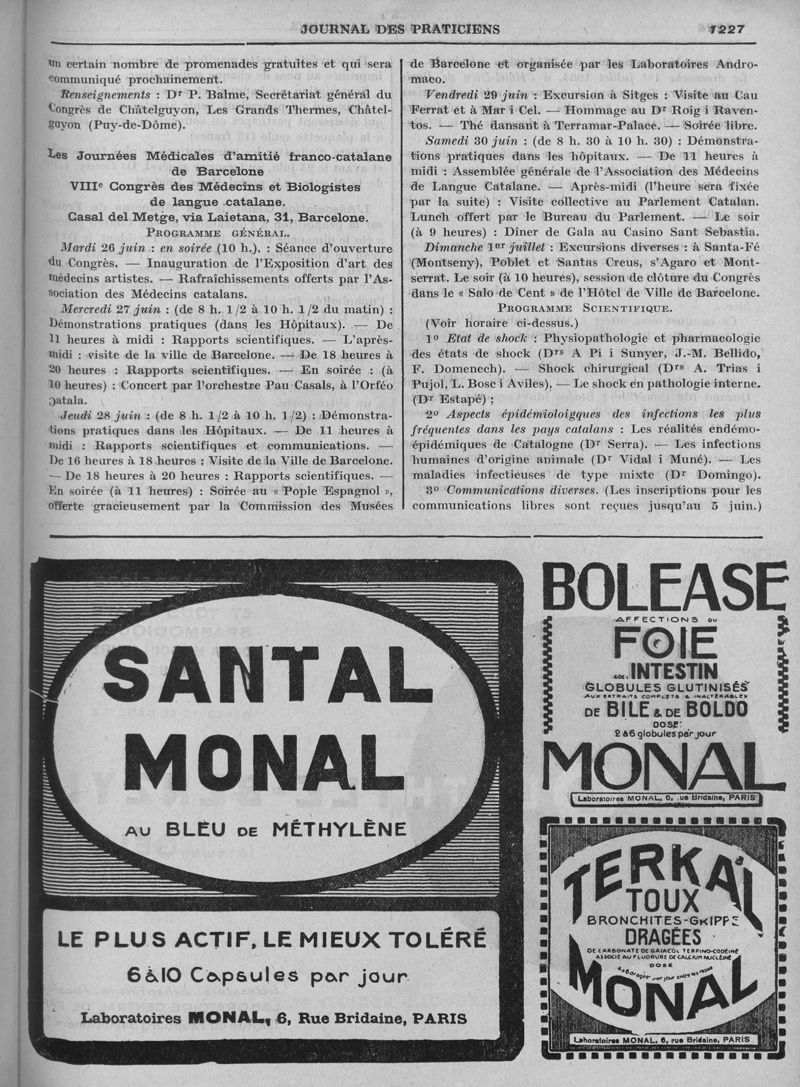 JOURNAL DES PRATICIENS 1227
un certain nombre de promenades gratuites et qui sera
communiqué prochainement.
Renseignements : Dr P. Balme, Secrétariat général du
Congrès de Châtelguyon, Les Grands Thermes, Châtel-
guyon (Puy-de-Dôme).
Les Journées Médicales d'amitié franco-catalane
de Barcelone
VIIIe Congrès des Médecins et Biologistes
de langue catalane.
Casal del Metge, via Laietana, 31, Barcelone.
PROGRAMME GÉNÉRAL.
Mardi 26 juin : en soirée (10 h.). : Séance d'ouverture
du Congrès. — Inauguration de l'Exposition d'art des
médecins artistes. — Rafraîchissements offerts par l'As-
sociation des Médecins catalans.
Mercredi 27 juin : (de 8 h. 1/2 à 10 h. 1/2 du matin) :
Démonstrations pratiques (dans les Hôpitaux). — De
11 heures à midi : Rapports scientifiques. — L'après-
midi : visite de la ville de Barcelone. — De 18 heures à
20 heures : Rapports scientifiques. — En soirée : (à
10 heures) : Concert par l'orchestre Pau Casals, à l'Orféo
Catala.
Jeudi 28 juin : (de 8 h. 1/2 à 10 h. 1/2) : Démonstra-
tions pratiques dans les Hôpitaux. — De 11 heures à
midi : Rapports scientifiques et communications. —
De 16 heures à 18 heures : Visite de la Ville de Barcelone.
— De 18 heures à 20 heures : Rapports scientifiques. —
En soirée (à 11 heures) : Soirée au « Pople Espagnol »,
offerte gracieusement par la Commission des Musées
de Barcelone et organisée par les Laboratoires Andro-
maco.
Vendredi 29 juin : Excursion à Sitges : Visite au Cau
Ferrat et à Mar i Cel. — Hommage au Dr Roig i Raven-
tos. — Thé dansant à Terramar-Palace. — Soirée libre.
Samedi 30 juin : (de 8 h. 30 à 10 h. 30) : Démonstra-
tions pratiques dans les hôpitaux. — De 11 heures à
midi : Assemblée générale de l'Association des Médecins
de Langue Catalane. — Après-midi (l'heure sera fixée
par la suite) : Visite collective au Parlement Catalan.
Lunch offert par le Bureau du Parlement. — Le soir
(à 9 heures) : Diner de Gala au Casino Sant Sebastia.
Dimanche 1er juillet : Excursions diverses : à Santa-Fé
(Montseny), Poblet et Santas Creus, s'Agaro et Mont-
serrat. Le soir (à 10 heures), session de clôture du Congrès
dans le « Salo de Cent » de l'Hôtel de Ville de Barcelone.
PROGRAMME SCIENTIFIQUE.
(Voir horaire ci-dessus.)
1o Etat de shock : Physiopathologie et pharmacologie
des états de shock (Drs A Pi i Sunyer, J.-M. Bellido,
F. Domenech). — Shock chirurgical (Drs A. Trias i
Pujol, L. Bosc i Aviles), — Le shock en pathologie interne.
(Dr Estapé) ;
2o Aspects épidémioloigques des infections les plus
fréquentes dans les pays catalans : Les réalités endémo-
épidémiques de Catalogne (Dr Serra). — Les infections
humaines d'origine animale (Dr Vidal i Muné). — Les
maladies infectieuses de type mixte (Dr Domingo).
3o Communications diverses. (Les inscriptions pour les
communications libres sont reçues jusqu'au 5 juin.)
SANTAL
MONAL
AU BLEU DE MÉTHYLÈNE
LE PLUS ACTIF, LE MIEUX TOLÉRÉ
6 à 10 Capsules par jour
Laboratoires MONAL, 6, Rue Bridaine, PARIS
BOLEASE
AFFECTIONS DU
FOIE
& DE L'INTESTIN
GLOBULES GLUTINISÉS
AUX EXTRAITS COMPLETS & INALTÉRABLES
DE BILE & DE BOLDO
DOSE:
2 à 6 globules par jour
MONAL
Laboratoires MONAL, 6, rue Bridaine, PARIS
TERKAL
TOUX
BRONCHITES-GRIPPE
DRAGÉES
DE CARBONATE DE GAIACOL TERPINO-CODÉINÉ
ASSOCIÉ AU FLUORURE DE CALCIUM NUCLÉINÉ
DOSE
MONAL
Laboratoires MONAL, 6, rue Bridaine, PARIS